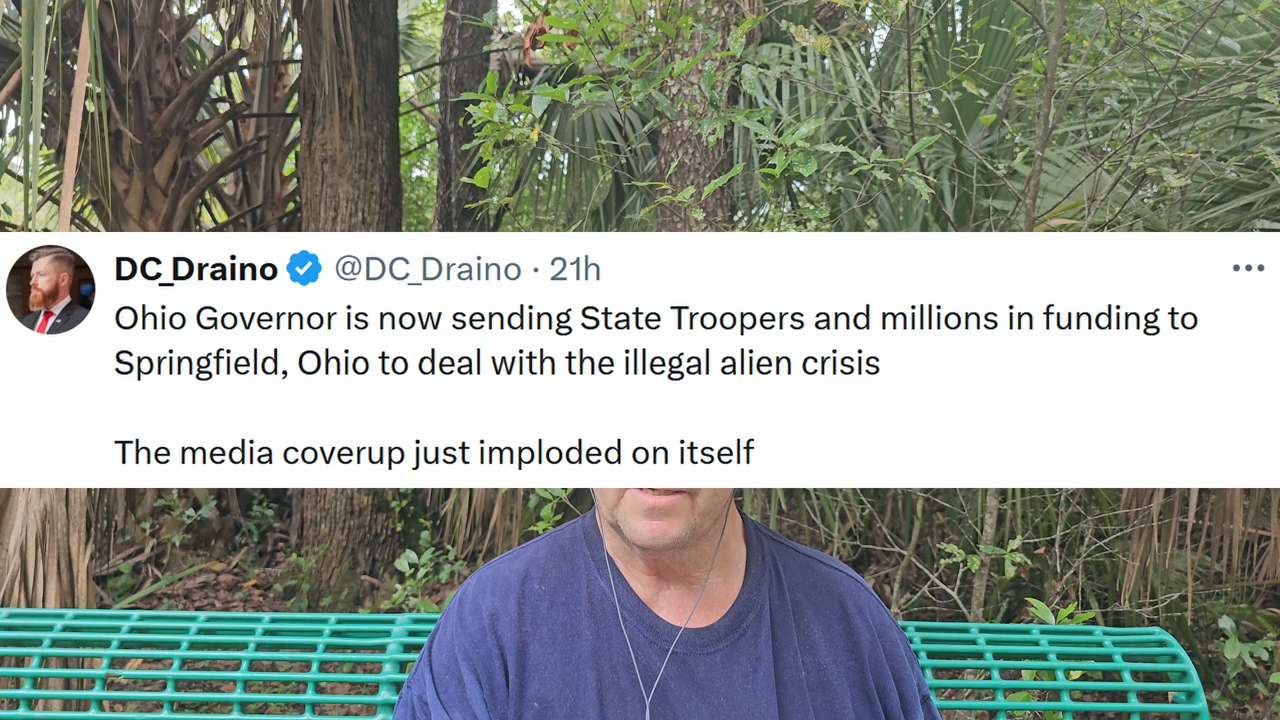 DC_Draino @DC_Draino · 21h
Ohio Governor is now sending State Troopers and millions in funding to
Springfield, Ohio to deal with the illegal alien crisis
The media coverup just imploded on itself